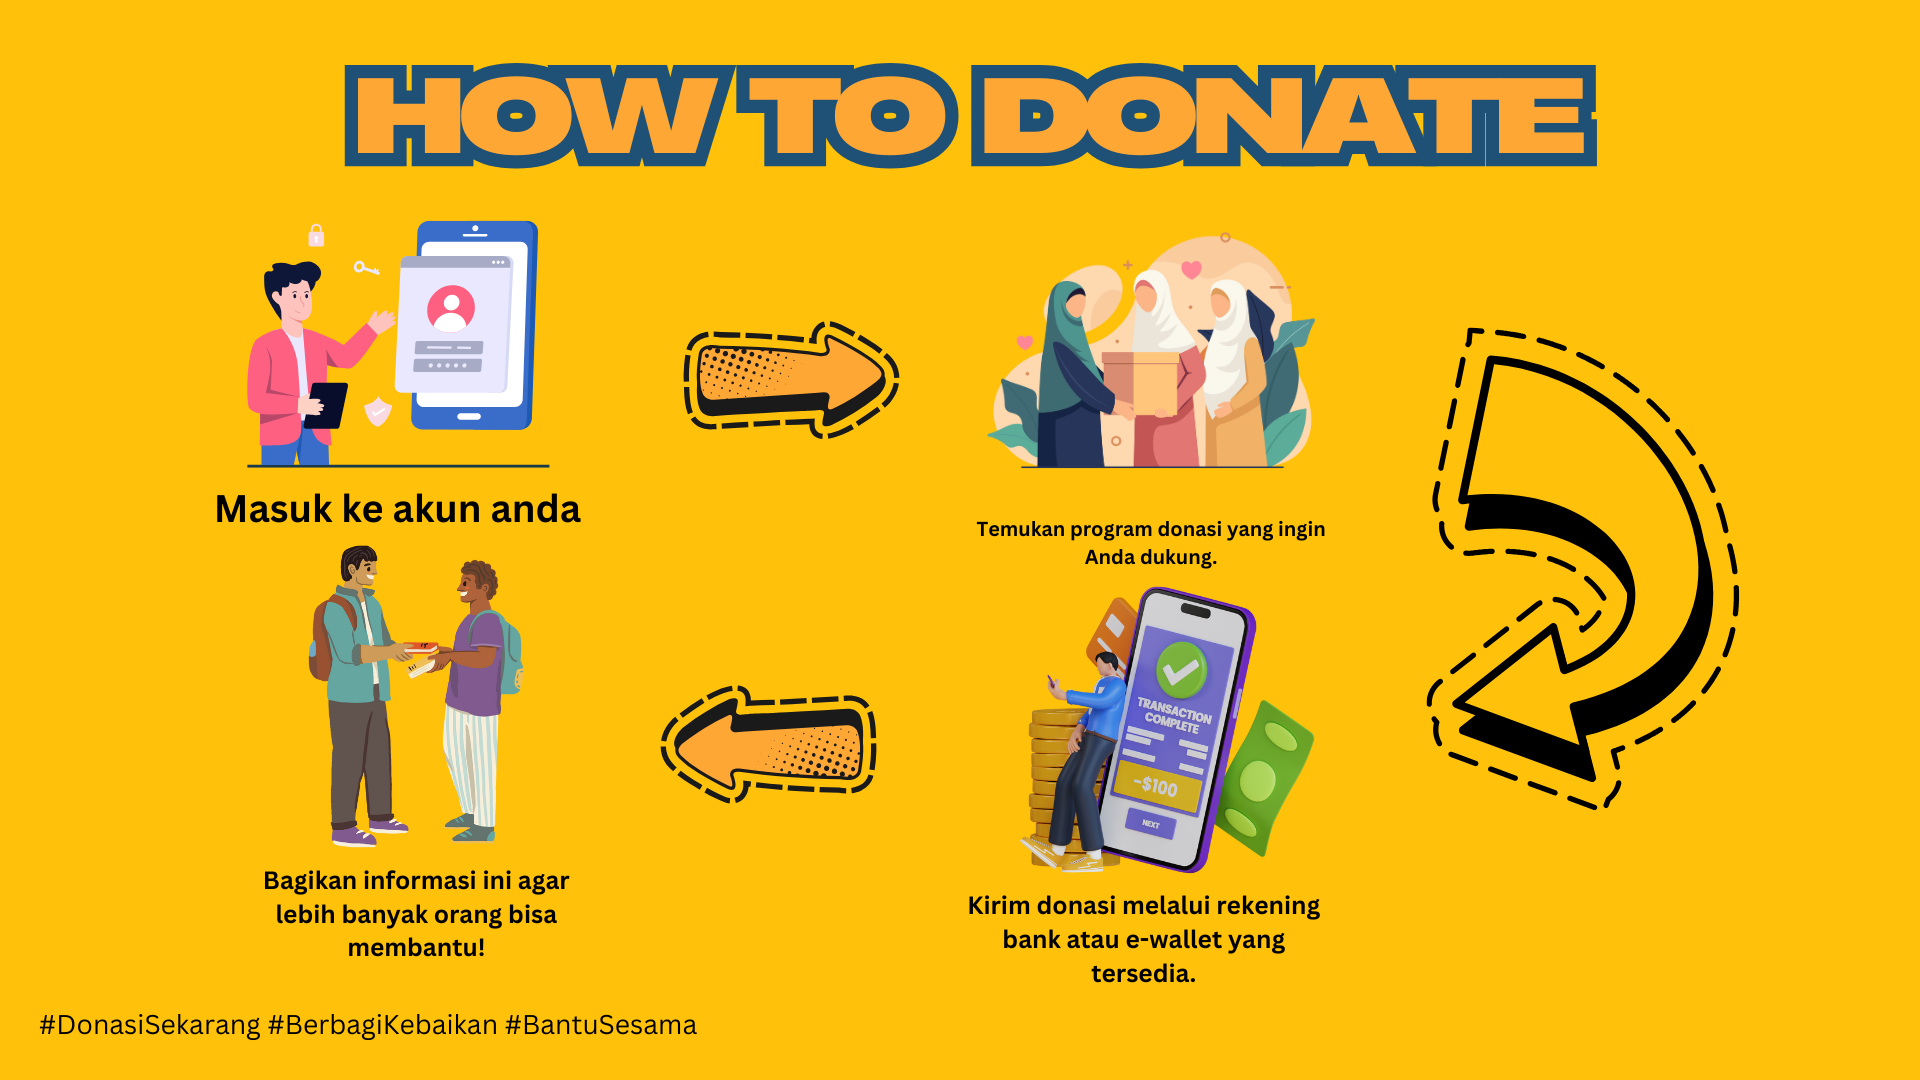 HOW TO DONATE
Masuk ke akun anda
Temukan program donasi yang ingin
Anda dukung.
TRANSACTION
COMPLETE
-$100
NEXT
Kirim donasi melalui rekening
bank atau e-wallet yang
tersedia.
Bagikan informasi ini agar
lebih banyak orang bisa
membantu!
#DonasiSekarang #BerbagiKebaikan #BantuSesama